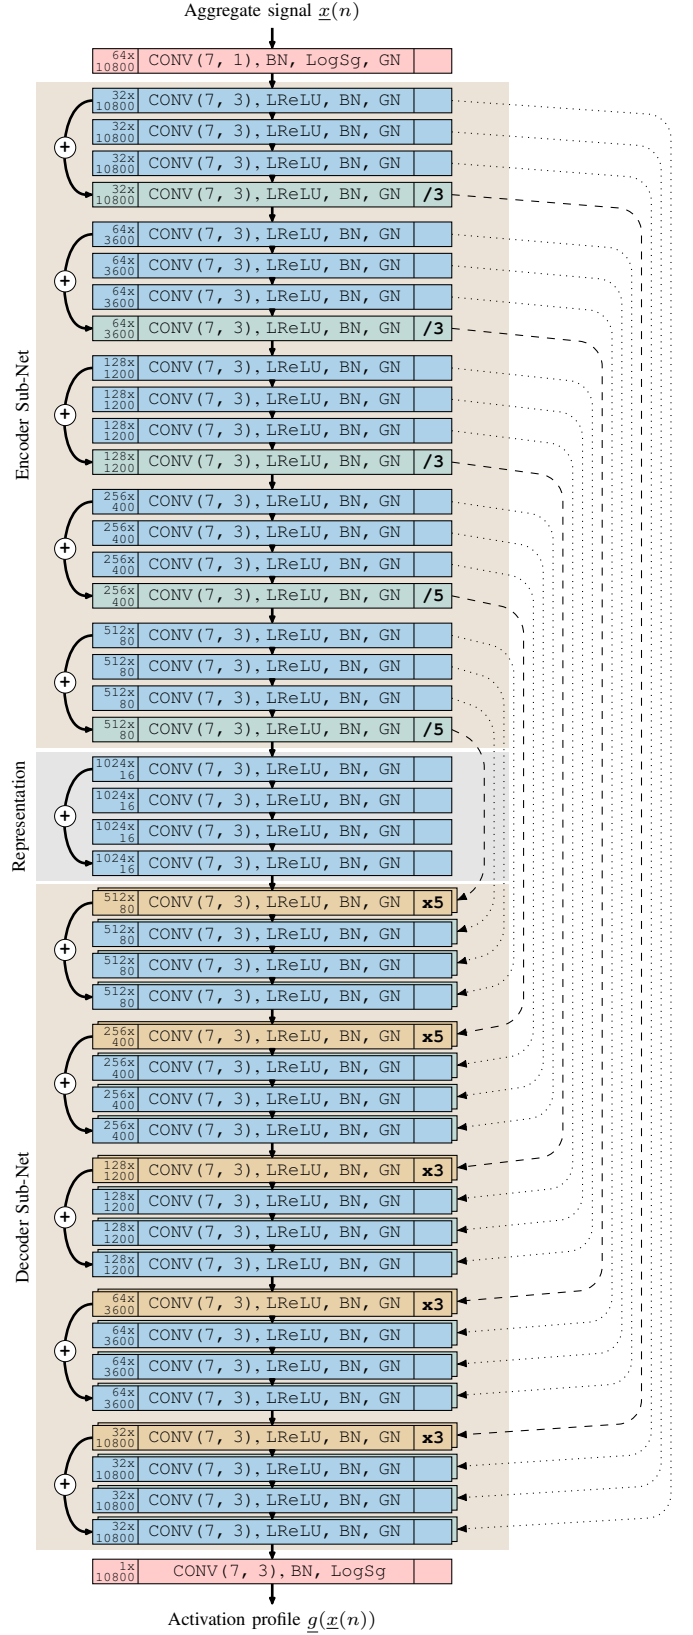 Aggregate signal x(n)
64x 10800 CONV(7, 1), BN, LogSg, GN
Encoder Sub-Net
32x 10800 CONV(7, 3), LReLU, BN, GN
+
32x 10800 CONV(7, 3), LReLU, BN, GN
32x 10800 CONV(7, 3), LReLU, BN, GN
32x 10800 CONV(7, 3), LReLU, BN, GN /3
64x 3600 CONV(7, 3), LReLU, BN, GN
+
64x 3600 CONV(7, 3), LReLU, BN, GN
64x 3600 CONV(7, 3), LReLU, BN, GN
64x 3600 CONV(7, 3), LReLU, BN, GN /3
128x 1200 CONV(7, 3), LReLU, BN, GN
+
128x 1200 CONV(7, 3), LReLU, BN, GN
128x 1200 CONV(7, 3), LReLU, BN, GN
128x 1200 CONV(7, 3), LReLU, BN, GN /3
256x 400 CONV(7, 3), LReLU, BN, GN
+
256x 400 CONV(7, 3), LReLU, BN, GN
256x 400 CONV(7, 3), LReLU, BN, GN
256x 400 CONV(7, 3), LReLU, BN, GN /5
512x 80 CONV(7, 3), LReLU, BN, GN
+
512x 80 CONV(7, 3), LReLU, BN, GN
512x 80 CONV(7, 3), LReLU, BN, GN
512x 80 CONV(7, 3), LReLU, BN, GN /5
Representation
1024x 16 CONV(7, 3), LReLU, BN, GN
+
1024x 16 CONV(7, 3), LReLU, BN, GN
1024x 16 CONV(7, 3), LReLU, BN, GN
1024x 16 CONV(7, 3), LReLU, BN, GN
Decoder Sub-Net
512x 80 CONV(7, 3), LReLU, BN, GN x5
+
512x 80 CONV(7, 3), LReLU, BN, GN
512x 80 CONV(7, 3), LReLU, BN, GN
512x 80 CONV(7, 3), LReLU, BN, GN
256x 400 CONV(7, 3), LReLU, BN, GN x5
+
256x 400 CONV(7, 3), LReLU, BN, GN
256x 400 CONV(7, 3), LReLU, BN, GN
256x 400 CONV(7, 3), LReLU, BN, GN
128x 1200 CONV(7, 3), LReLU, BN, GN x3
+
128x 1200 CONV(7, 3), LReLU, BN, GN
128x 1200 CONV(7, 3), LReLU, BN, GN
128x 1200 CONV(7, 3), LReLU, BN, GN
64x 3600 CONV(7, 3), LReLU, BN, GN x3
+
64x 3600 CONV(7, 3), LReLU, BN, GN
64x 3600 CONV(7, 3), LReLU, BN, GN
64x 3600 CONV(7, 3), LReLU, BN, GN
32x 10800 CONV(7, 3), LReLU, BN, GN x3
+
32x 10800 CONV(7, 3), LReLU, BN, GN
32x 10800 CONV(7, 3), LReLU, BN, GN
32x 10800 CONV(7, 3), LReLU, BN, GN
1x 10800 CONV(7, 3), BN, LogSg
Activation profile g(x(n))